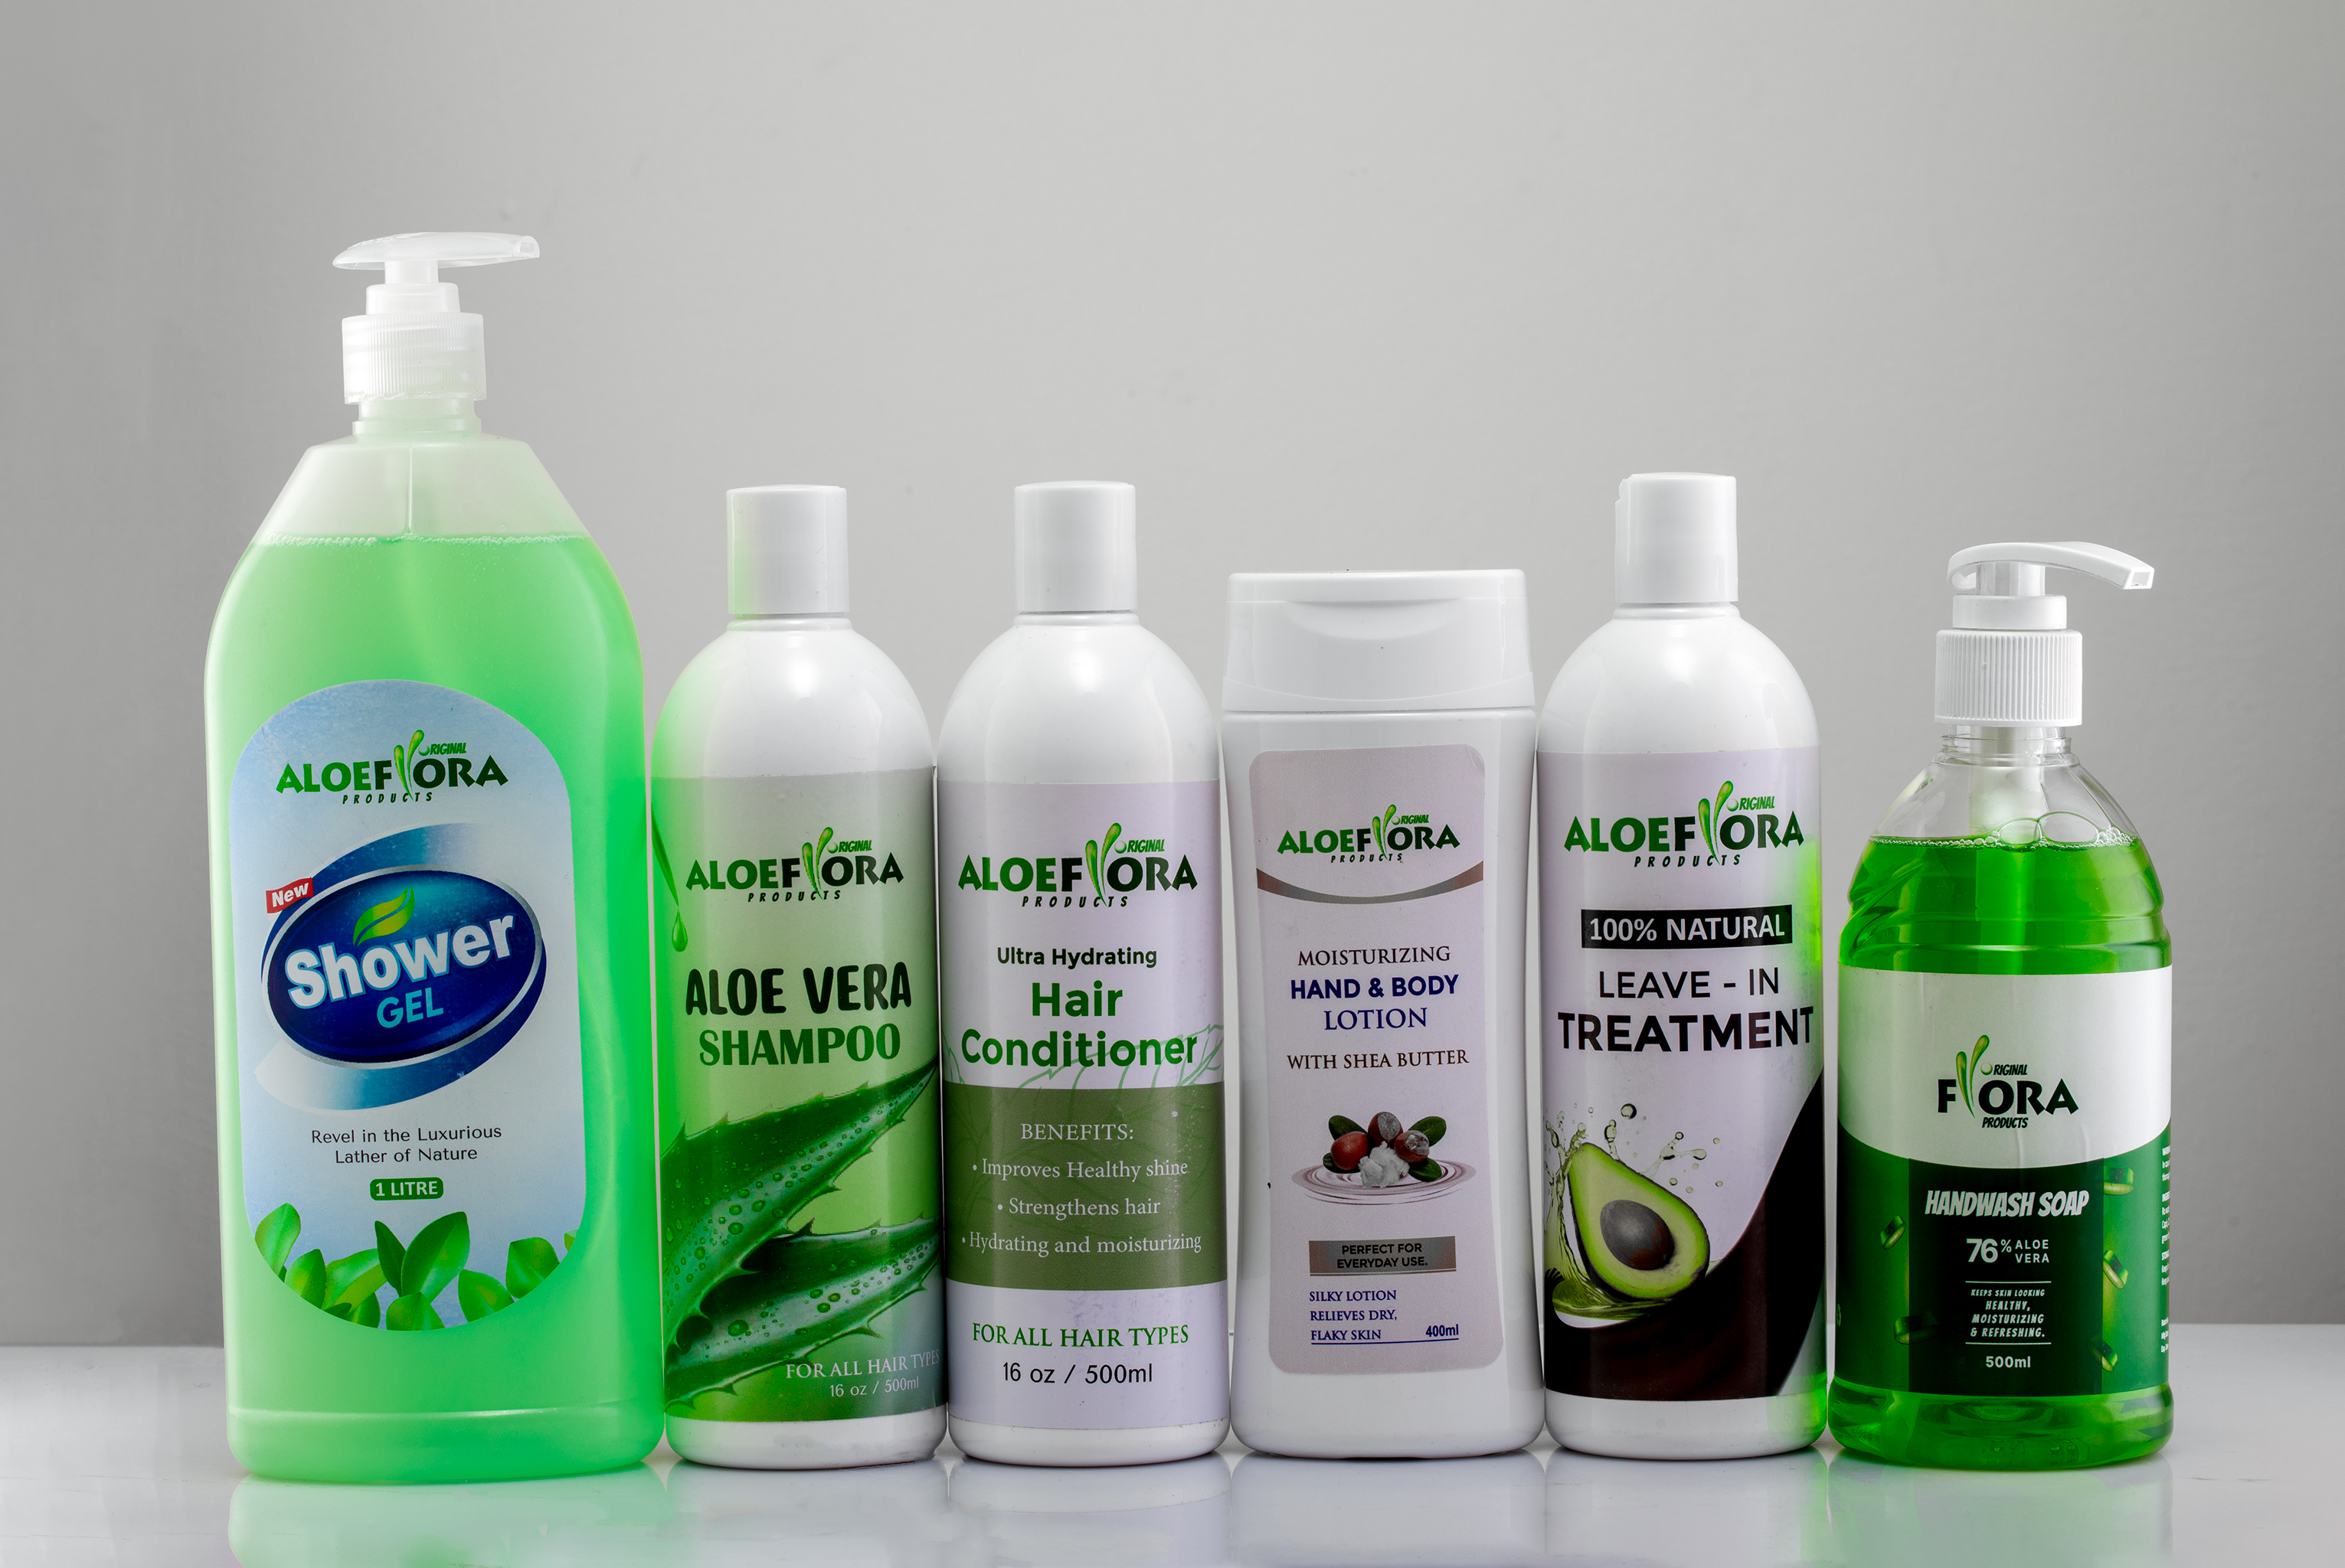 ALOEFLORA
ORIGINAL
PRODUCTS
New
Shower
GEL
Revel in the Luxurious
Lather of Nature
1 LITRE
ALOEFLORA
ORIGINAL
PRODUCTS
ALOE VERA
SHAMPOO
FOR ALL HAIR TYPES
16 oz / 500ml
ALOEFLORA
ORIGINAL
PRODUCTS
Ultra Hydrating
Hair
Conditioner
BENEFITS:
• Improves Healthy shine
• Strengthens hair
• Hydrating and moisturizing
FOR ALL HAIR TYPES
16 oz / 500ml
ALOEFLORA
ORIGINAL
PRODUCTS
MOISTURIZING
HAND & BODY
LOTION
WITH SHEA BUTTER
PERFECT FOR
EVERYDAY USE.
SILKY LOTION
RELIEVES DRY,
FLAKY SKIN 400ml
ALOEFLORA
ORIGINAL
PRODUCTS
100% NATURAL
LEAVE - IN
TREATMENT
FLORA
ORIGINAL
PRODUCTS
HANDWASH SOAP
76% ALOE
VERA
KEEPS SKIN LOOKING
HEALTHY,
MOISTURIZING
& REFRESHING.
500ml